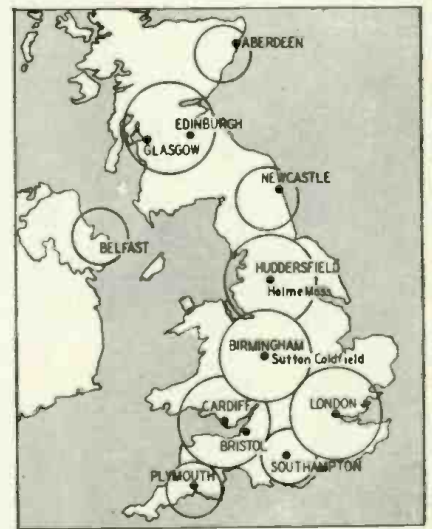 ABERDEEN
EDINBURGH
GLASGOW
NEWCASTLE
BELFAST
HUDDERSFIELD
Holme Moss
BIRMINGHAM
Sutton Coldfield
CARDIFF
LONDON
BRISTOL
SOUTHAMPTON
PLYMOUTH